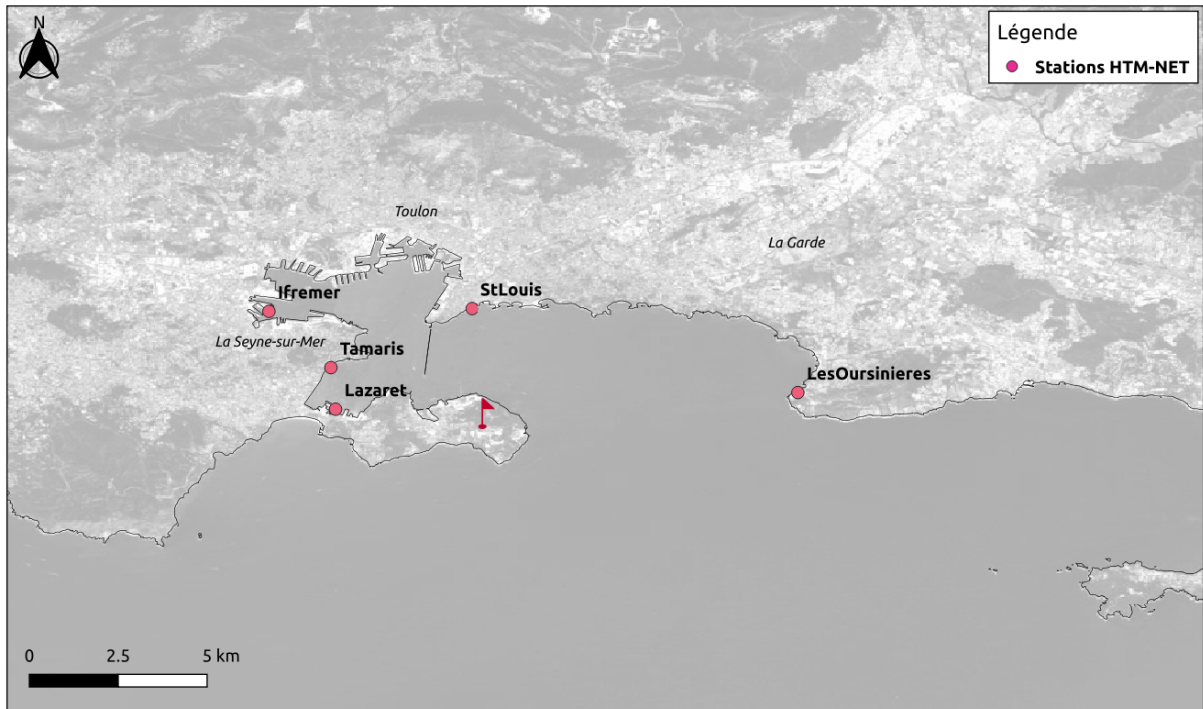 N
Légende
Stations HTM-NET
Toulon
La Garde
Ifremer
StLouis
La Seyne-sur-Mer
Tamaris
LesOursinieres
Lazaret
0 2.5 5 km